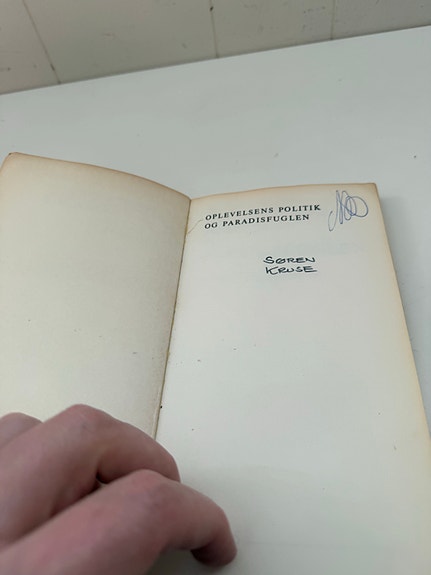 OPLEVELSENS POLITIK
OG PARADISFUGLEN
SØREN
KRUSE